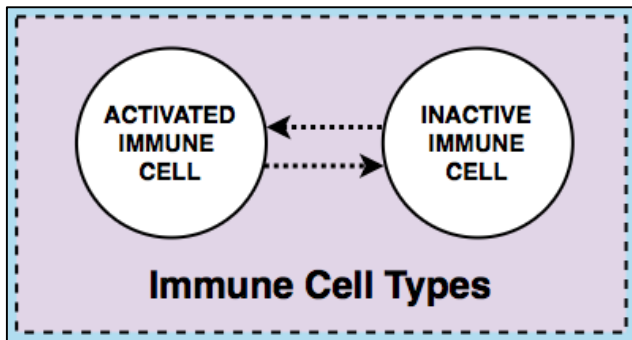 ACTIVATED
IMMUNE
CELL
INACTIVE
IMMUNE
CELL
Immune Cell Types